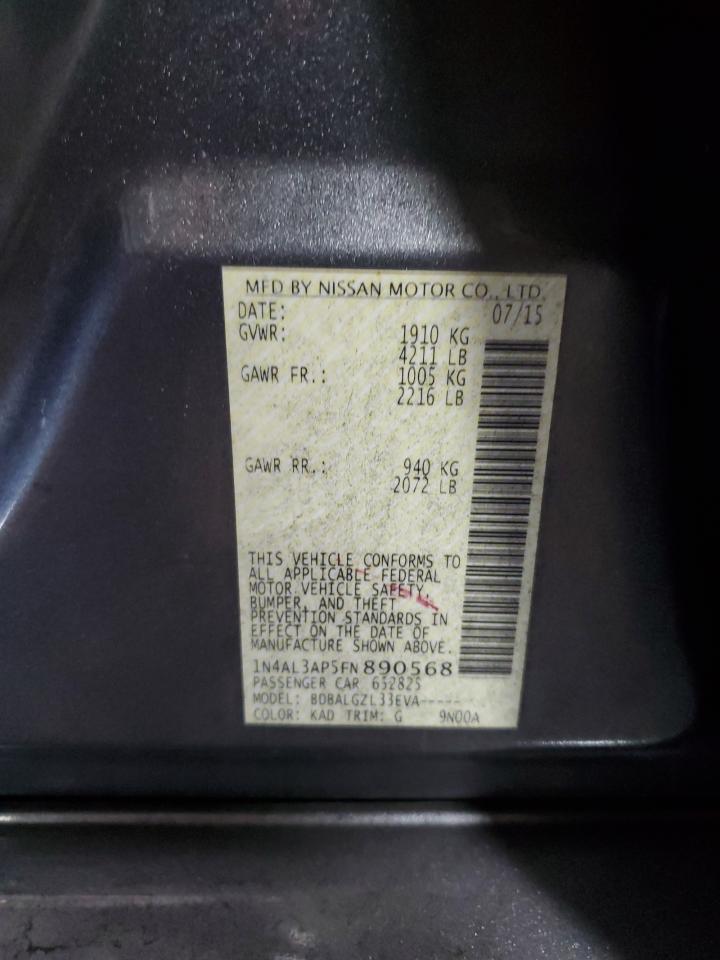 MFD BY NISSAN MOTOR CO., LTD.
DATE: 07/15
GVWR: 1910 KG
4211 LB
GAWR FR.: 1005 KG
2216 LB
GAWR RR.: 940 KG
2072 LB
THIS VEHICLE CONFORMS TO
ALL APPLICABLE FEDERAL
MOTOR VEHICLE SAFETY,
BUMPER, AND THEFT
PREVENTION STANDARDS IN
EFFECT ON THE DATE OF
MANUFACTURE SHOWN ABOVE.
1N4AL3AP5FN890568
PASSENGER CAR 652825
MODEL: BDBALGZL33EVA-----
COLOR: KAD TRIM: G 9N00A